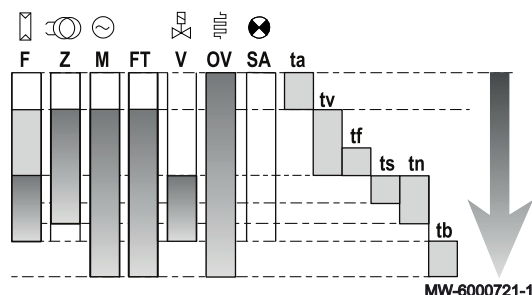 F Z M FT V OV SA ta
tv
tf
ts tn
tb
MW-6000721-1